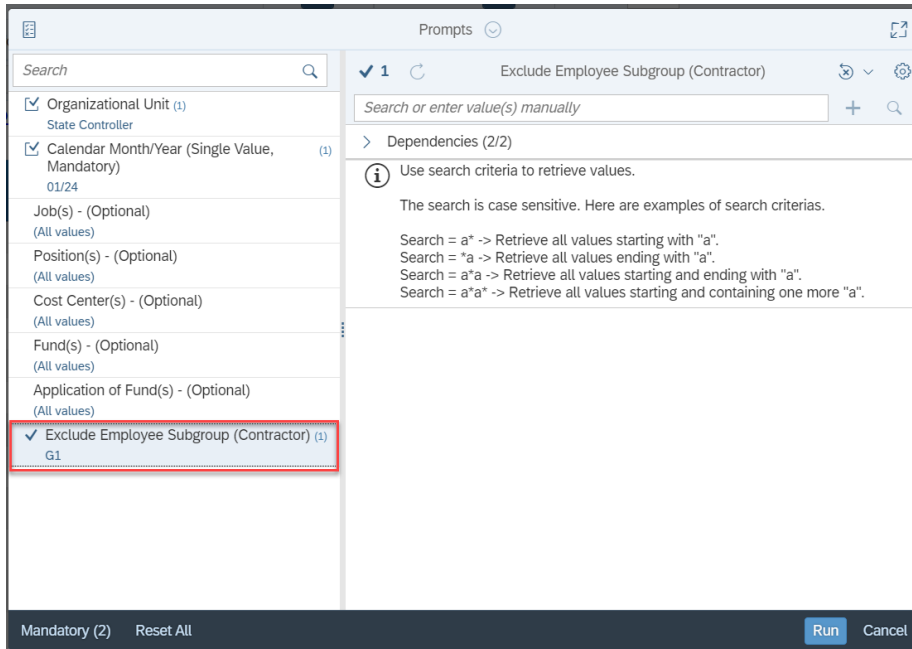 Prompts
Search
Organizational Unit (1)
State Controller
Calendar Month/Year (Single Value, (1)
Mandatory)
01/24
Job(s) - (Optional)
(All values)
Position(s) - (Optional)
(All values)
Cost Center(s) - (Optional)
(All values)
Fund(s) - (Optional)
(All values)
Application of Fund(s) - (Optional)
(All values)
Exclude Employee Subgroup (Contractor) (1)
G1
1 Exclude Employee Subgroup (Contractor)
Search or enter value(s) manually
Dependencies (2/2)
Use search criteria to retrieve values.
The search is case sensitive. Here are examples of search criterias.
Search = a* -> Retrieve all values starting with "a".
Search = *a -> Retrieve all values ending with "a".
Search = a*a -> Retrieve all values starting and ending with "a".
Search = a*a* -> Retrieve all values starting and containing one more "a".
Mandatory (2) Reset All Run Cancel